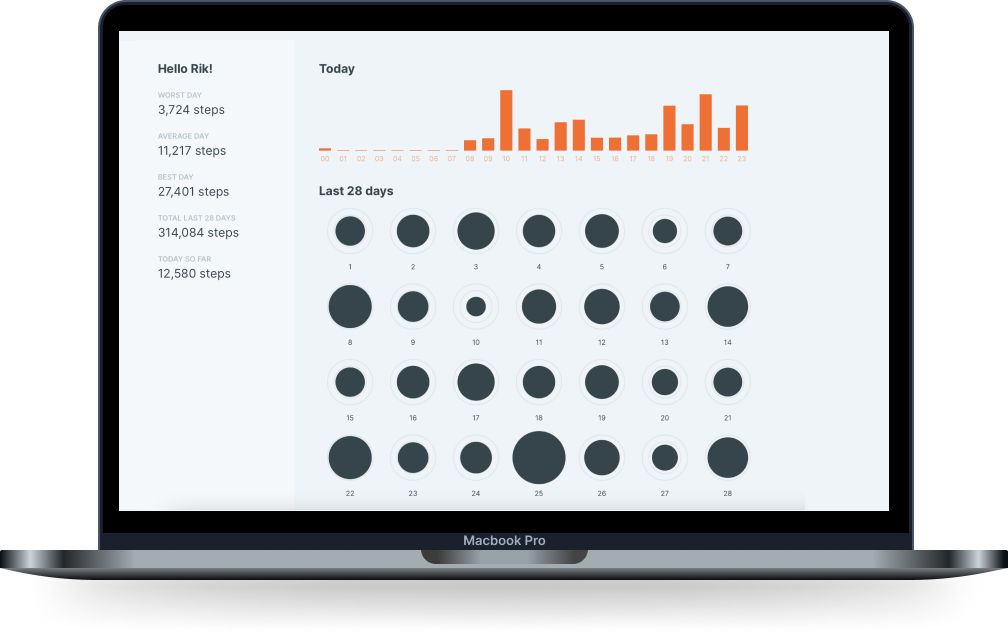 Hello Rik!
WORST DAY
3,724 steps
AVERAGE DAY
11,217 steps
BEST DAY
27,401 steps
TOTAL LAST 28 DAYS
314,084 steps
TODAY SO FAR
12,580 steps
Today
00 01 02 03 04 05 06 07 08 09 10 11 12 13 14 15 16 17 18 19 20 21 22 23
Last 28 days
1 2 3 4 5 6 7
8 9 10 11 12 13 14
15 16 17 18 19 20 21
22 23 24 25 26 27 28
Macbook Pro